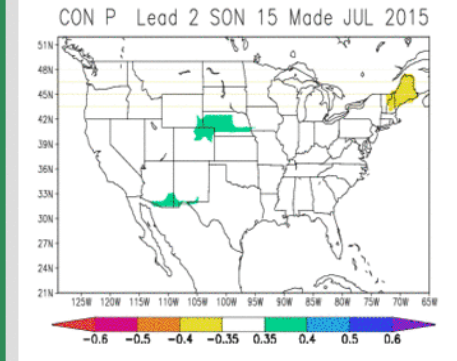 CON P Lead 2 SON 15 Made JUL 2015
51N
48N
45N
42N
39N
36N
33N
30N
27N
24N
21N
125W 120W 115W 110W 105W 100W 95W 90W 85W 80W 75W 70W 65W
-0.6 -0.5 -0.4 -0.35 0.35 0.4 0.5 0.6